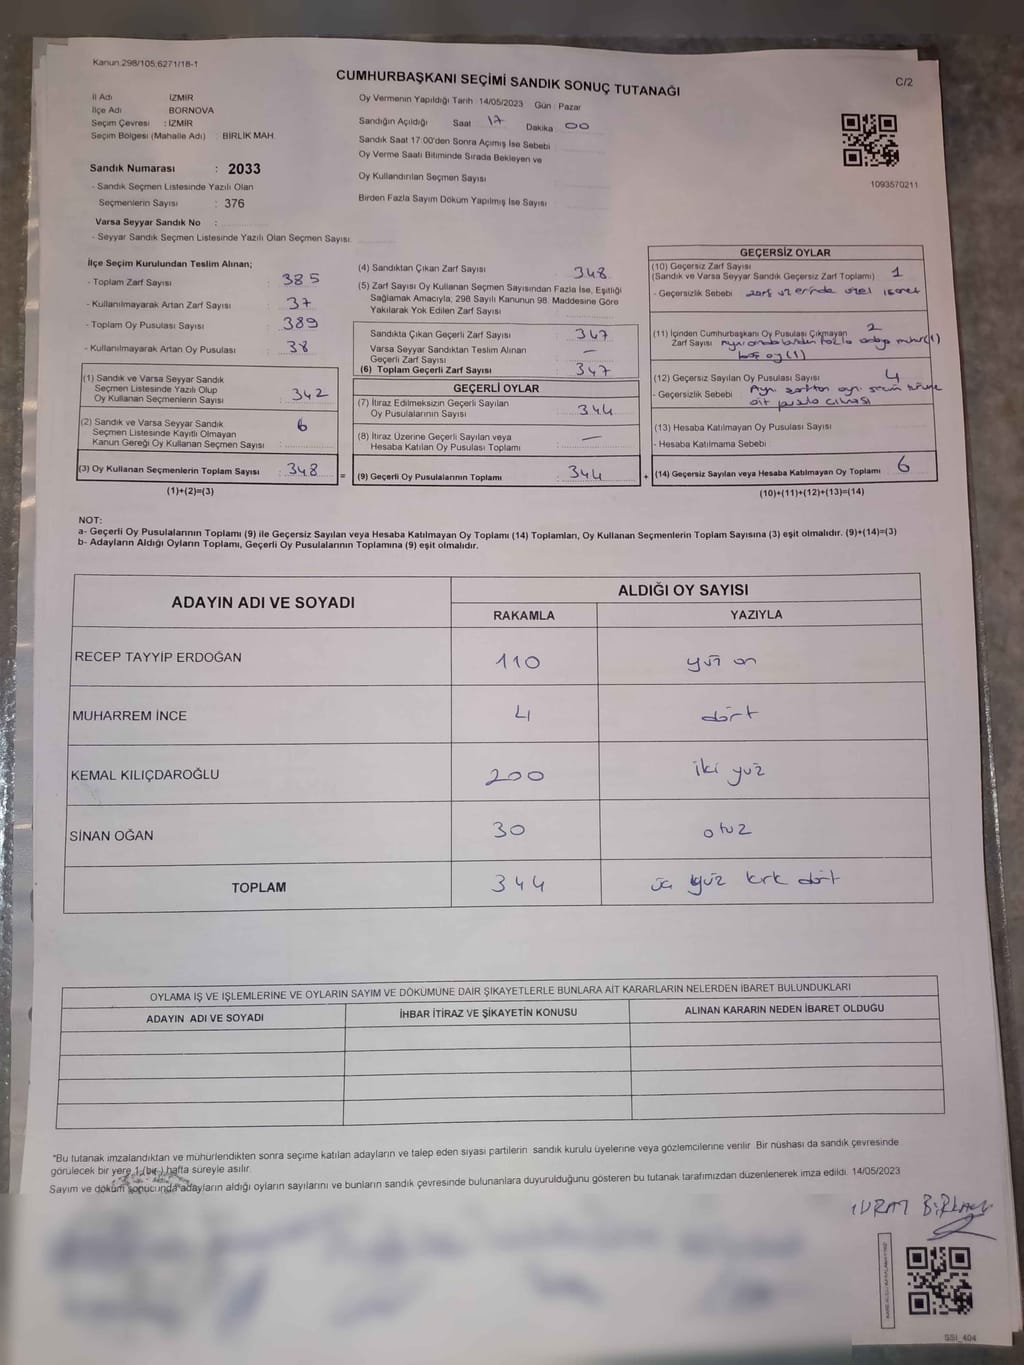 Kanun.298/105;6271/18-1
CUMHURBAŞKANI SEÇİMİ SANDIK SONUÇ TUTANAĞI
C/2
İl Adı : İZMİR
İlçe Adı : BORNOVA
Seçim Çevresi : İZMİR
Seçim Bölgesi (Mahalle Adı) : BİRLİK MAH.
Sandık Numarası : 2033
- Sandık Seçmen Listesinde Yazılı Olan
Seçmenlerin Sayısı : 376
Varsa Seyyar Sandık No :
- Seyyar Sandık Seçmen Listesinde Yazılı Olan Seçmen Sayısı:
Oy Vermenin Yapıldığı Tarih : 14/05/2023 Gün : Pazar
Sandığın Açıldığı Saat 17 Dakika 00
Sandık Saat 17:00'den Sonra Açımış İse Sebebi
Oy Verme Saati Bitiminde Sırada Bekleyen ve
Oy Kullandırılan Seçmen Sayısı
Birden Fazla Sayım Döküm Yapılmış İse Sayısı
1093570211
İlçe Seçim Kurulundan Teslim Alınan;
- Toplam Zarf Sayısı : 385
- Kullanılmayarak Artan Zarf Sayısı : 37
- Toplam Oy Pusulası Sayısı : 389
- Kullanılmayarak Artan Oy Pusulası : 38
(1) Sandık ve Varsa Seyyar Sandık
Seçmen Listesinde Yazılı Olup
Oy Kullanan Seçmenlerin Sayısı : 342
(2) Sandık ve Varsa Seyyar Sandık
Seçmen Listesinde Kayıtlı Olmayan
Kanun Gereği Oy Kullanan Seçmen Sayısı : 6
(3) Oy Kullanan Seçmenlerin Toplam Sayısı : 348 =
(1)+(2)=(3)
(4) Sandıktan Çıkan Zarf Sayısı : 348
(5) Zarf Sayısı Oy Kullanan Seçmen Sayısından Fazla İse, Eşitliği
Sağlamak Amacıyla, 298 Sayılı Kanunun 98. Maddesine Göre
Yakılarak Yok Edilen Zarf Sayısı :
Sandıkta Çıkan Geçerli Zarf Sayısı : 347
Varsa Seyyar Sandıktan Teslim Alınan
Geçerli Zarf Sayısı : —
(6) Toplam Geçerli Zarf Sayısı : 347
GEÇERLİ OYLAR
(7) İtiraz Edilmeksizin Geçerli Sayılan
Oy Pusulalarının Sayısı : 344
(8) İtiraz Üzerine Geçerli Sayılan veya
Hesaba Katılan Oy Pusulası Toplamı : —
(9) Geçerli Oy Pusulalarının Toplamı : 344 +
GEÇERSİZ OYLAR
(10) Geçersiz Zarf Sayısı
(Sandık ve Varsa Seyyar Sandık Geçersiz Zarf Toplamı) : 1
- Geçersizlik Sebebi : zarf üzerinde özel işaret
(11) İçinden Cumhurbaşkanı Oy Pusulası Çıkmayan
Zarf Sayısı : 2
fazla adaya mühür(1)
boş oy (1)
(12) Geçersiz Sayılan Oy Pusulası Sayısı : 4
- Geçersizlik Sebebi : Aynı zarftan ayrı seçim türüne
ait pusula çıkması
(13) Hesaba Katılmayan Oy Pusulası Sayısı :
- Hesaba Katılmama Sebebi :
(14) Geçersiz Sayılan veya Hesaba Katılmayan Oy Toplamı : 6
(10)+(11)+(12)+(13)=(14)
NOT:
a- Geçerli Oy Pusulalarının Toplamı (9) ile Geçersiz Sayılan veya Hesaba Katılmayan Oy Toplamı (14) Toplamları, Oy Kullanan Seçmenlerin Toplam Sayısına (3) eşit olmalıdır. (9)+(14)=(3)
b- Adayların Aldığı Oyların Toplamı, Geçerli Oy Pusulalarının Toplamına (9) eşit olmalıdır.
ADAYIN ADI VE SOYADI ALDIĞI OY SAYISI
RAKAMLA YAZIYLA
RECEP TAYYİP ERDOĞAN 110 yüz on
MUHARREM İNCE 4 dört
KEMAL KILIÇDAROĞLU 200 iki yüz
SİNAN OĞAN 30 otuz
TOPLAM 344 üç yüz kırk dört
OYLAMA İŞ VE İŞLEMLERİNE VE OYLARIN SAYIM VE DÖKÜMÜNE DAİR ŞİKAYETLERLE BUNLARA AİT KARARLARIN NELERDEN İBARET BULUNDUKLARI
ADAYIN ADI VE SOYADI İHBAR İTİRAZ VE ŞİKAYETİN KONUSU ALINAN KARARIN NEDEN İBARET OLDUĞU
*Bu tutanak imzalandıktan ve mühürlendikten sonra seçime katılan adayların ve talep eden siyasi partilerin sandık kurulu üyelerine veya gözlemcilerine verilir. Bir nüshası da sandık çevresinde
görülecek bir yere 1 (bir) hafta süreyle asılır.
Sayım ve döküm sonucunda adayların aldığı oyların sayılarını ve bunların sandık çevresinde bulunanlara duyurulduğunu gösteren bu tutanak tarafımızdan düzenlenerek imza edildi. 14/05/2023
SSİ_404